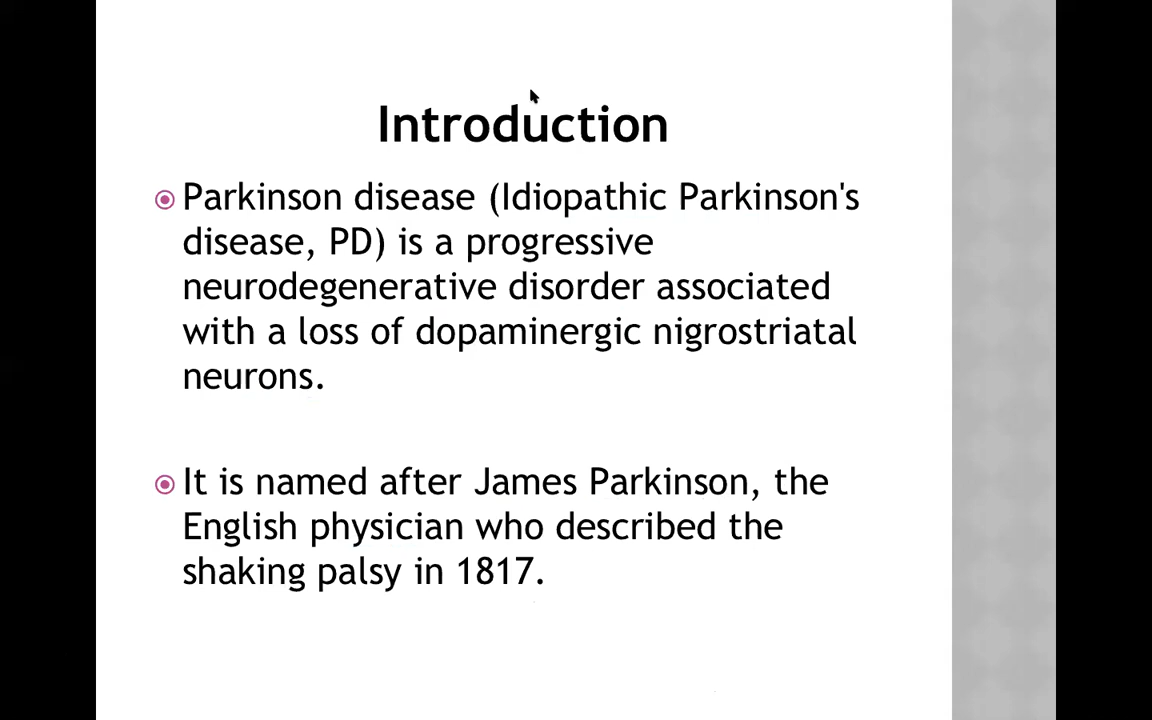 Introduction
Parkinson disease (Idiopathic Parkinson's
disease, PD) is a progressive
neurodegenerative disorder associated
with a loss of dopaminergic nigrostriatal
neurons.
It is named after James Parkinson, the
English physician who described the
shaking palsy in 1817.